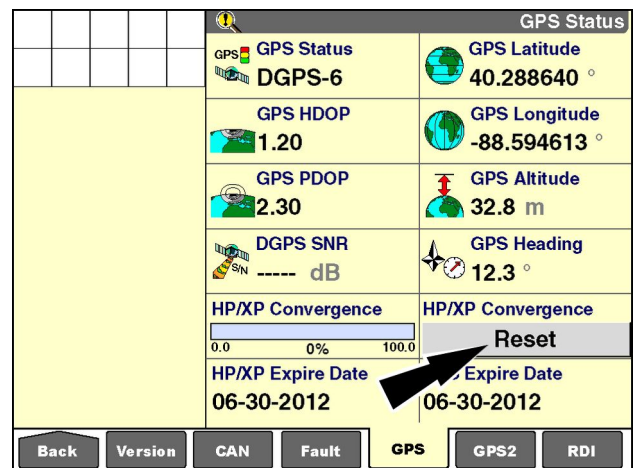 GPS Status
GPS GPS Status
DGPS-6
GPS Latitude
40.288640 °
GPS HDOP
1.20
GPS Longitude
-88.594613 °
GPS PDOP
2.30
GPS Altitude
32.8 m
DGPS SNR
S/N ----- dB
GPS Heading
12.3 °
HP/XP Convergence
0.0 0% 100.0
HP/XP Convergence
Reset
HP/XP Expire Date
06-30-2012
Expire Date
06-30-2012
Back Version CAN Fault GPS GPS2 RDI